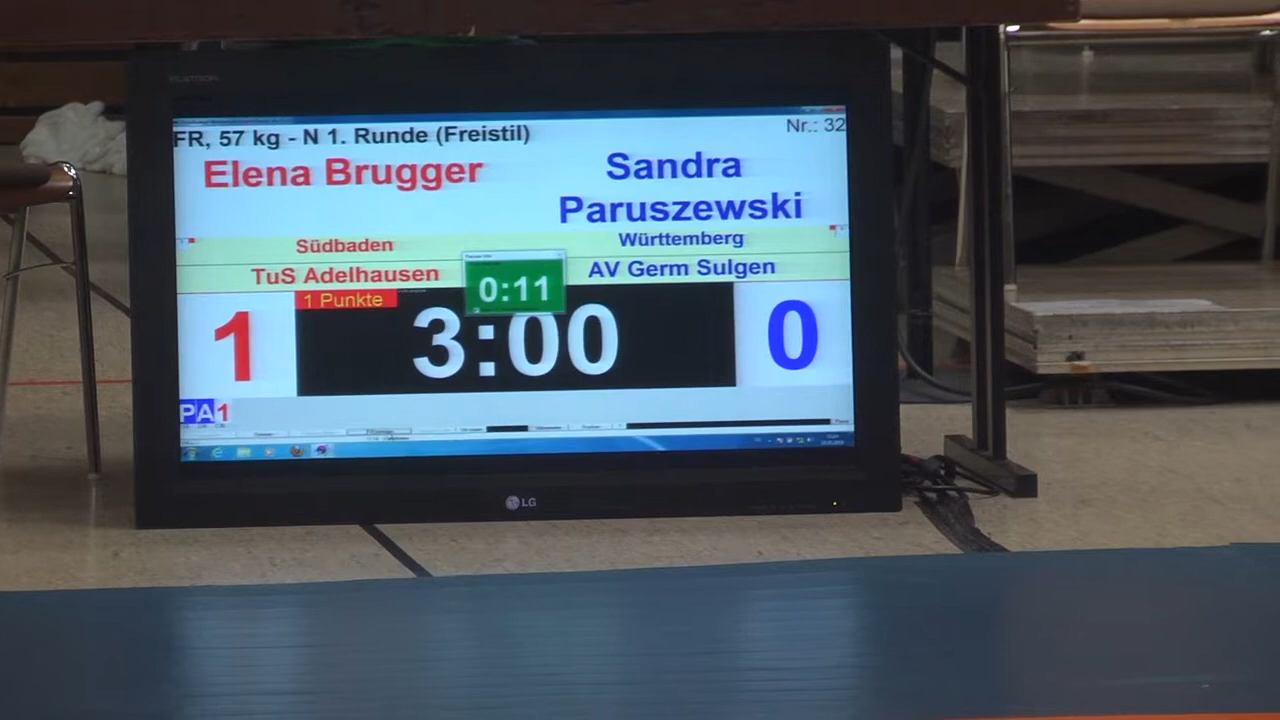 FLATRON
FR, 57 kg - N 1. Runde (Freistil)
Nr.: 32
Elena Brugger
Sandra
Paruszewski
Südbaden
Württemberg
TuS Adelhausen
AV Germ Sulgen
0:11
1 Punkte
1
3:00
0
PA1
LG